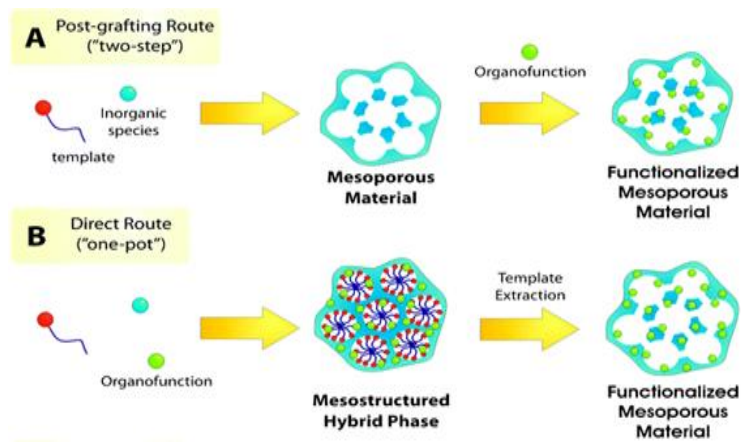 A Post-grafting Route
("two-step")
Inorganic
species
template
Mesoporous
Material
Organofunction
Functionalized
Mesoporous
Material
B Direct Route
("one-pot")
Organofunction
Mesostructured
Hybrid Phase
Template
Extraction
Functionalized
Mesoporous
Material